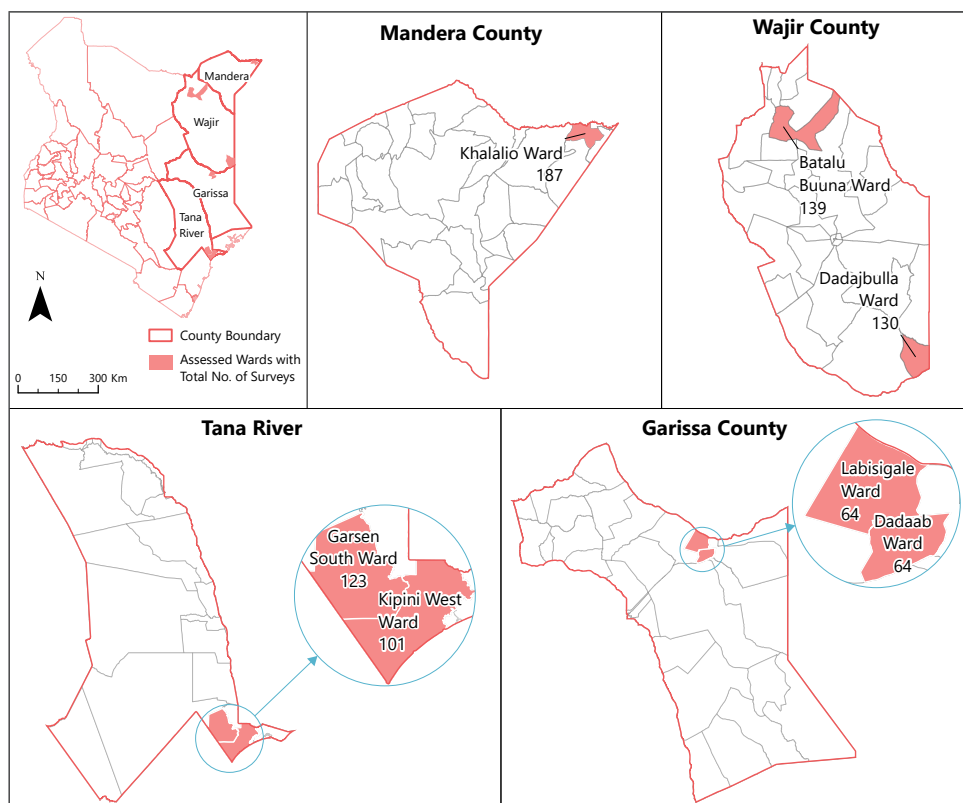 Mandera
Wajir
Garissa
Tana
River
N
County Boundary
Assessed Wards with
Total No. of Surveys
0 150 300 Km
Mandera County
Khalalio Ward
187
Wajir County
Batalu
Buuna Ward
139
Dadajbulla
Ward
130
Tana River
Garsen
South Ward
123
Kipini West
Ward
101
Garissa County
Labisigale
Ward
64
Dadaab
Ward
64